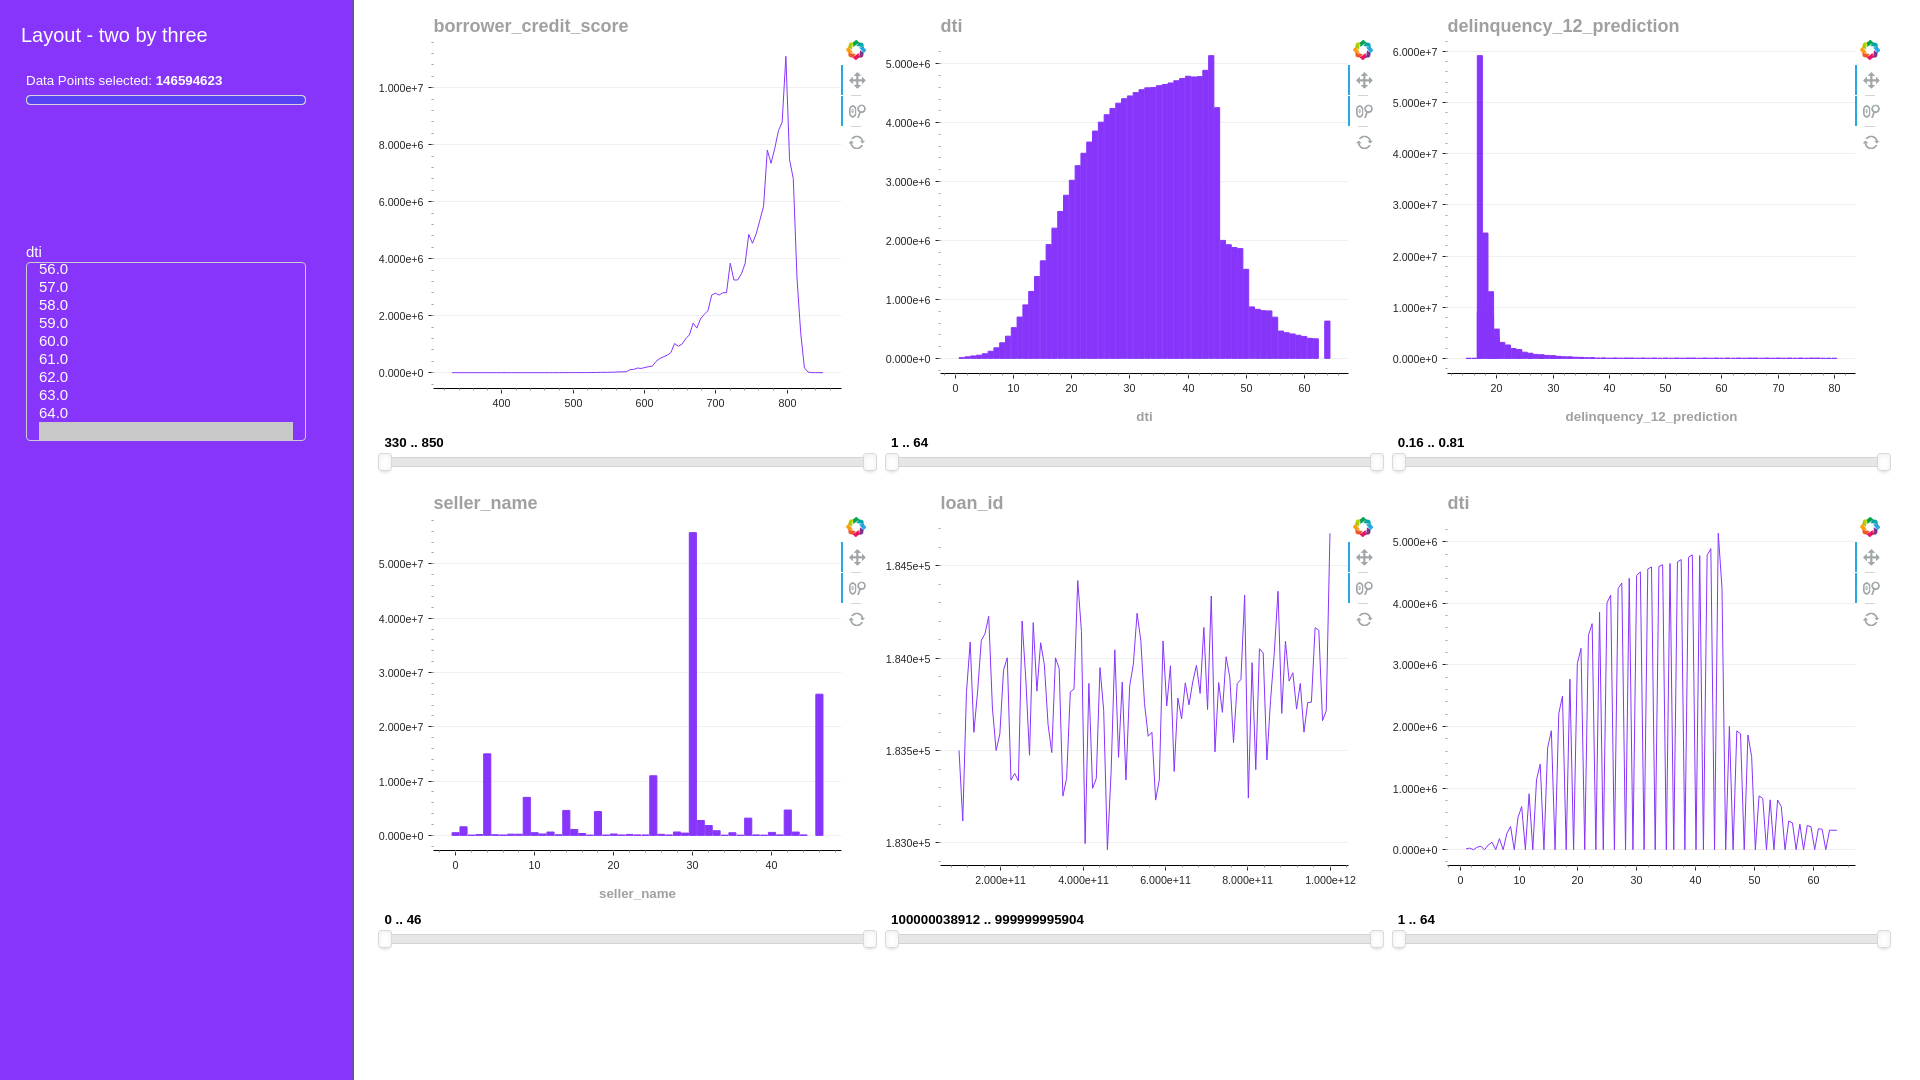 Layout - two by three
Data Points selected: 146594623
dti
56.0
57.0
58.0
59.0
60.0
61.0
62.0
63.0
64.0
borrower_credit_score
1.000e+7
8.000e+6
6.000e+6
4.000e+6
2.000e+6
0.000e+0
400 500 600 700 800
330 .. 850
dti
5.000e+6
4.000e+6
3.000e+6
2.000e+6
1.000e+6
0.000e+0
0 10 20 30 40 50 60
dti
1 .. 64
delinquency_12_prediction
6.000e+7
5.000e+7
4.000e+7
3.000e+7
2.000e+7
1.000e+7
0.000e+0
20 30 40 50 60 70 80
delinquency_12_prediction
0.16 .. 0.81
seller_name
5.000e+7
4.000e+7
3.000e+7
2.000e+7
1.000e+7
0.000e+0
0 10 20 30 40
seller_name
0 .. 46
loan_id
1.845e+5
1.840e+5
1.835e+5
1.830e+5
2.000e+11 4.000e+11 6.000e+11 8.000e+11 1.000e+12
100000038912 .. 999999995904
dti
5.000e+6
4.000e+6
3.000e+6
2.000e+6
1.000e+6
0.000e+0
0 10 20 30 40 50 60
1 .. 64